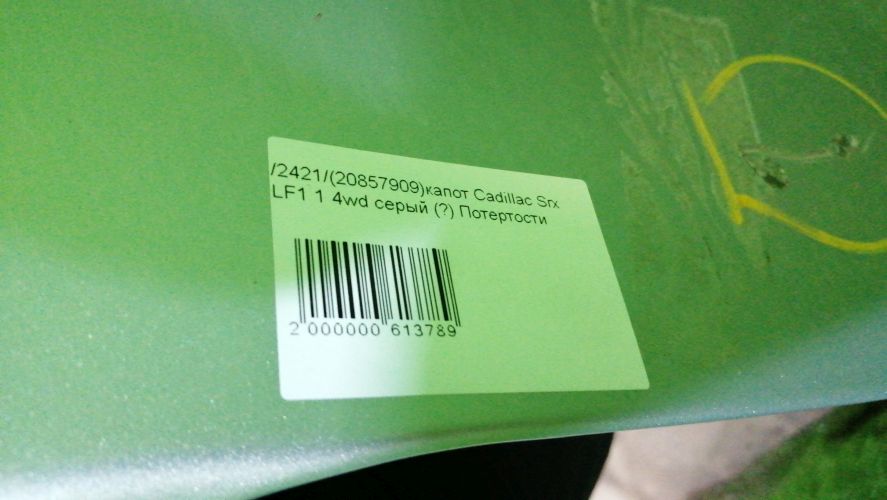 /2421/(20857909)капот Cadillac Srx
LF1 1 4wd серый (?) Потертости
2 000000 613789